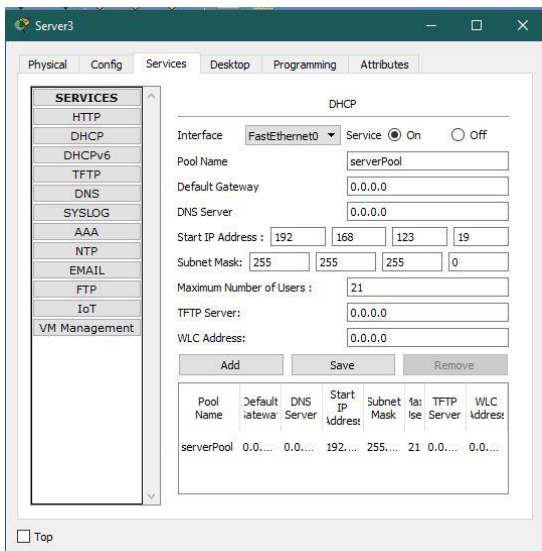 Server3
Physical Config Services Desktop Programming Attributes
SERVICES
HTTP
DHCP
DHCPv6
TFTP
DNS
SYSLOG
AAA
NTP
EMAIL
FTP
IoT
VM Management
DHCP
Interface FastEthernet0 Service On Off
Pool Name serverPool
Default Gateway 0.0.0.0
DNS Server 0.0.0.0
Start IP Address : 192 168 123 19
Subnet Mask: 255 255 255 0
Maximum Number of Users : 21
TFTP Server: 0.0.0.0
WLC Address: 0.0.0.0
Add Save Remove
Pool Name Default DNS Server Start IP Subnet Mask TFTP Server WLC
serverPool 0.0.... 0.0.... 192.... 255.... 21 0.0.... 0.0....
Top